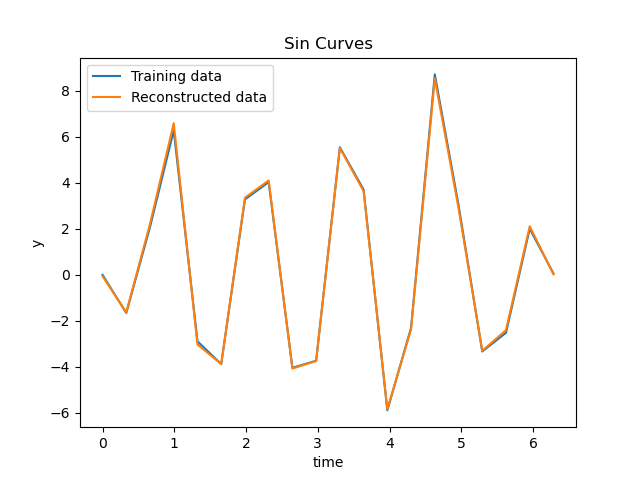 Sin Curves
Training data
Reconstructed data
8
6
4
2
0
−2
−4
−6
y
0 1 2 3 4 5 6
time